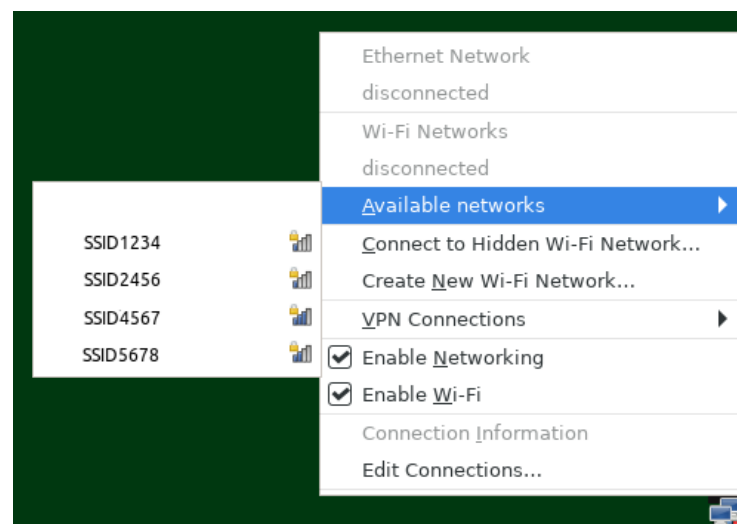 Ethernet Network
disconnected
Wi-Fi Networks
disconnected
Available networks
SSID1234
SSID2456
SSID4567
SSID5678
Connect to Hidden Wi-Fi Network...
Create New Wi-Fi Network...
VPN Connections
Enable Networking
Enable Wi-Fi
Connection Information
Edit Connections...